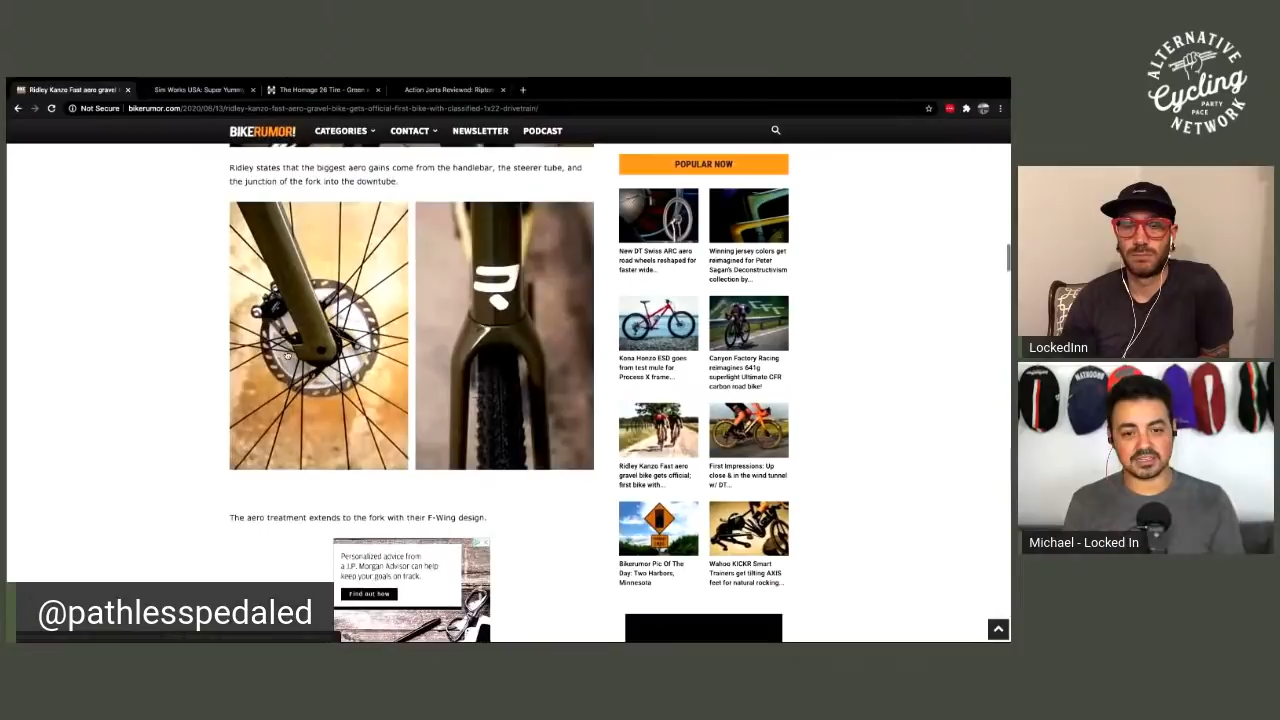 ALTERNATIVE
Cycling
PARTY
PACE
NETWORK
Ridley Kanzo Fast aero gravel
Sim Works USA: Super Yummy
The Homage 26 Tire - Green
Action Jorts Reviewed: Ripton
Not Secure
bikerumor.com/2020/08/13/ridley-kanzo-fast-aero-gravel-bike-gets-official-first-bike-with-classified-1x22-drivetrain/
BIKERUMOR!
CATEGORIES
CONTACT
NEWSLETTER
PODCAST
Ridley states that the biggest aero gains come from the handlebar, the steerer tube, and
the junction of the fork into the downtube.
The aero treatment extends to the fork with their F-Wing design.
Personalized advice from
a J.P. Morgan Advisor can help
keep your goals on track.
Find out how
POPULAR NOW
New DT Swiss ARC aero
road wheels reshaped for
faster wide...
Winning jersey colors get
reimagined for Peter
Sagan's Deconstructivism
collection by...
Kona Honzo ESD goes
from test mule for
Process X frame...
Canyon Factory Racing
reimagines 641g
superlight Ultimate CFR
carbon road bike!
Ridley Kanzo Fast aero
gravel bike gets official;
first bike with...
First Impressions: Up
close & in the wind tunnel
w/ DT...
Bikerumor Pic Of The
Day: Two Harbors,
Minnesota
Wahoo KICKR Smart
Trainers get tilting AXIS
feet for natural rocking...
LockedInn
Michael - Locked In
@pathlesspedaled